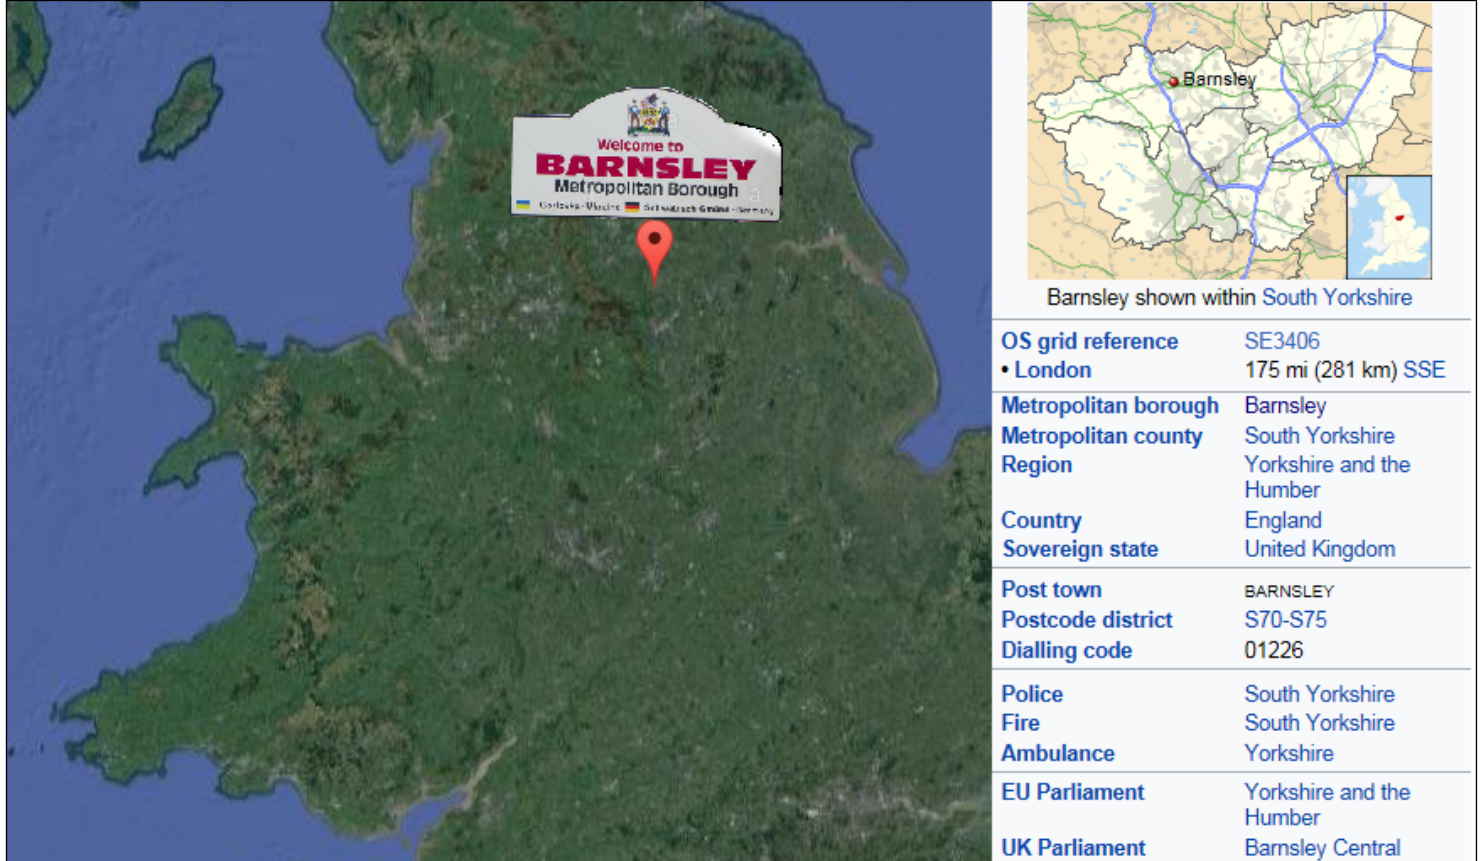 Welcome to
BARNSLEY
Metropolitan Borough
Ukraine
Barnsley
Barnsley shown within South Yorkshire
OS grid reference SE3406
• London 175 mi (281 km) SSE
Metropolitan borough Barnsley
Metropolitan county South Yorkshire
Region Yorkshire and the
Humber
Country England
Sovereign state United Kingdom
Post town BARNSLEY
Postcode district S70-S75
Dialling code 01226
Police South Yorkshire
Fire South Yorkshire
Ambulance Yorkshire
EU Parliament Yorkshire and the
Humber
UK Parliament Barnsley Central